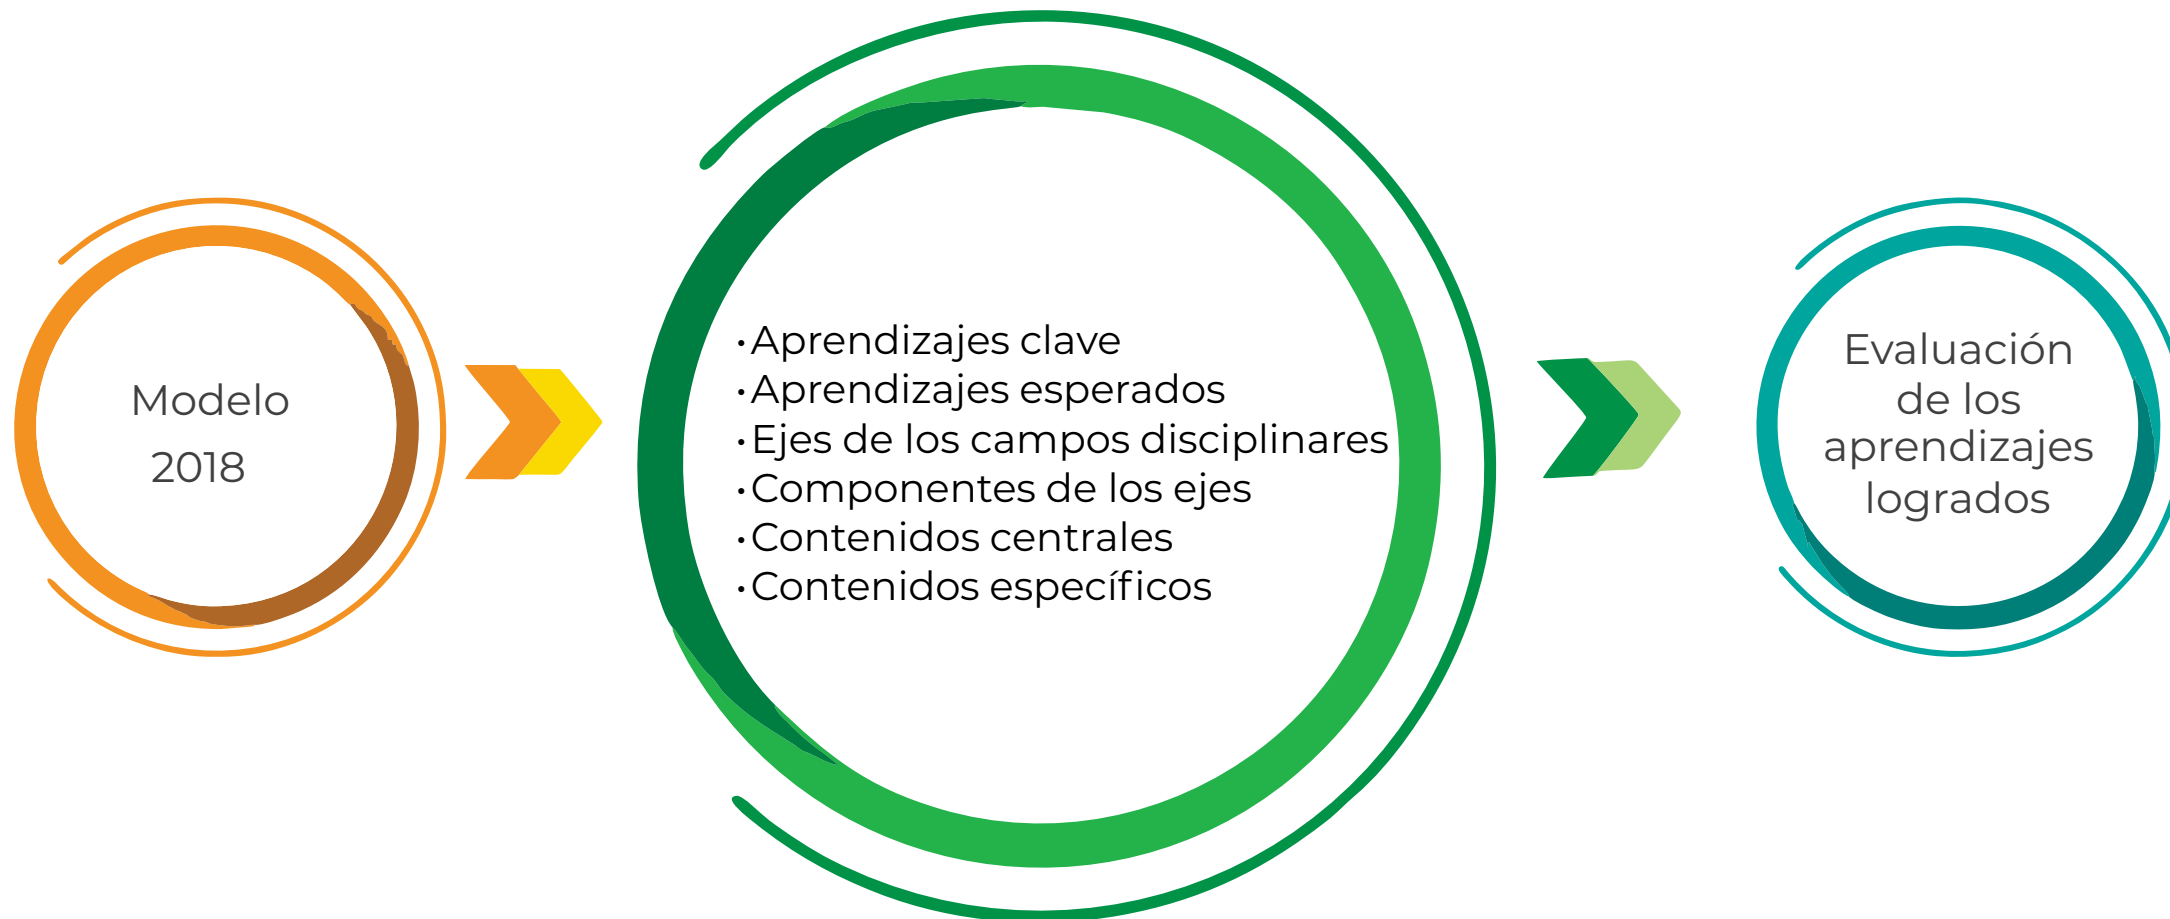 Modelo
2018
·Aprendizajes clave
·Aprendizajes esperados
·Ejes de los campos disciplinares
·Componentes de los ejes
·Contenidos centrales
·Contenidos específicos
Evaluación
de los
aprendizajes
logrados